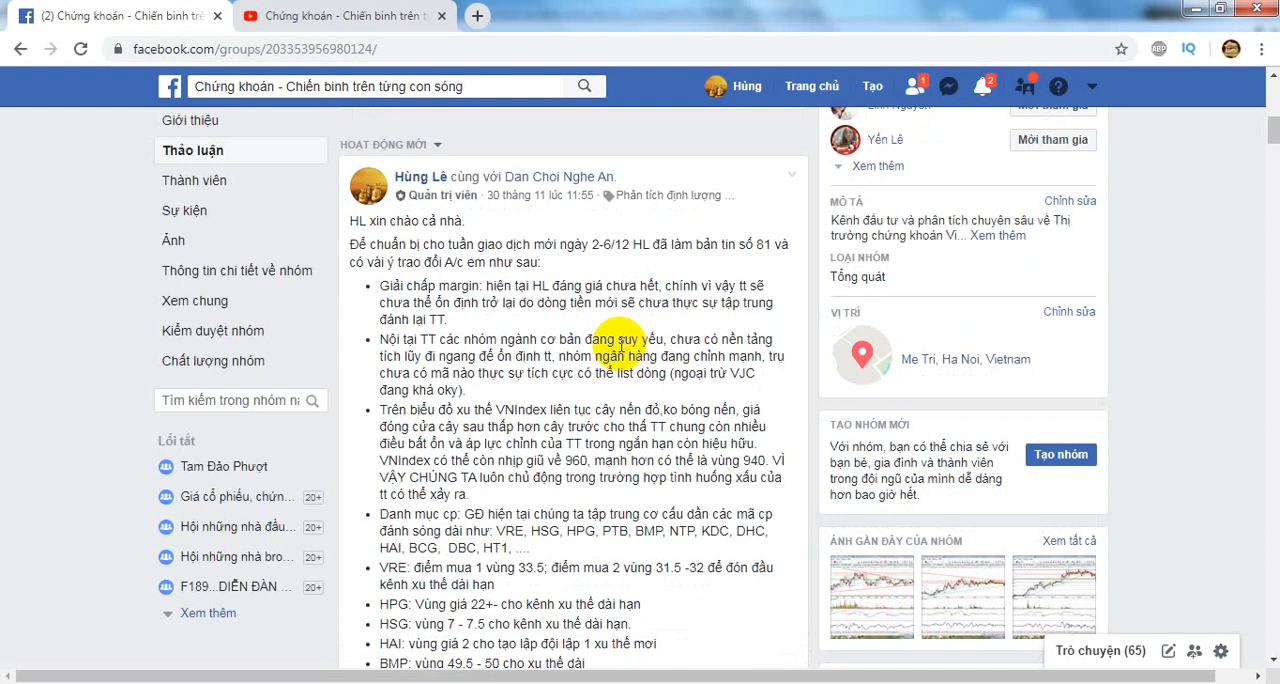 (2) Chứng khoán - Chiến binh trên
Chứng khoán - Chiến binh trên t
facebook.com/groups/203353956980124/
ABP
IQ
Chứng khoán - Chiến binh trên từng con sóng
Hùng
Trang chủ
Tạo
1
2
Giới thiệu
Thảo luận
Thành viên
Sự kiện
Ảnh
Thông tin chi tiết về nhóm
Xem chung
Kiểm duyệt nhóm
Chất lượng nhóm
Tìm kiếm trong nhóm nà
Lối tắt
Tam Đảo Phượt
Giá cổ phiếu, chứn... 20+
Hội những nhà đầu... 20+
Hội những nhà bro... 20+
F189...DIỄN ĐÀN ... 20+
Xem thêm
HOẠT ĐỘNG MỚI
Hùng Lê cùng với Dan Choi Nghe An.
Quản trị viên · 30 tháng 11 lúc 11:55 · Phân tích định lượng ...
HL xin chào cả nhà.
Để chuẩn bị cho tuần giao dịch mới ngày 2-6/12 HL đã làm bản tin số 81 và
có vài ý trao đổi A/c em như sau:
• Giải chấp margin: hiện tại HL đáng giá chưa hết, chính vì vậy tt sẽ
chưa thể ổn định trở lại do dòng tiền mới sẽ chưa thực sự tập trung
đánh lại TT.
• Nội tại TT các nhóm ngành cơ bản đang suy yếu, chưa có nền tảng
tích lũy đi ngang để ổn định tt, nhóm ngân hàng đang chỉnh mạnh, trụ
chưa có mã nào thực sự tích cực có thể list dòng (ngoại trừ VJC
đang khá oky).
• Trên biểu đồ xu thế VNIndex liên tục cây nến đỏ,ko bóng nến, giá
đóng cửa cây sau thấp hơn cây trước cho thấ TT chung còn nhiều
điều bất ổn và áp lực chỉnh của TT trong ngắn hạn còn hiệu hữu.
VNindex có thể còn nhịp giũ về 960, mạnh hơn có thể là vùng 940. VÌ
VẬY CHÚNG TA luôn chủ động trong trường hợp tình huống xấu của
tt có thể xảy ra.
• Danh mục cp: GĐ hiện tại chúng ta tập trung cơ cấu dần các mã cp
đánh sóng dài như: VRE, HSG, HPG, PTB, BMP, NTP, KDC, DHC,
HAI, BCG, DBC, HT1, ....
• VRE: điểm mua 1 vùng 33.5; điểm mua 2 vùng 31.5 -32 để đón đầu
kênh xu thế dài hạn
• HPG: Vùng giá 22+- cho kênh xu thế dài hạn
• HSG: vùng 7 - 7.5 cho kênh xu thế dài hạn.
• HAI: vùng giá 2 cho tạo lập đội lập 1 xu thế mơi
• BMP: vùng 49.5 - 50 cho xu thế dài
Linh Nguyễn
Mời tham gia
Yến Lê
Mời tham gia
Xem thêm
MÔ TẢ
Chỉnh sửa
Kênh đầu tư và phân tích chuyên sâu về Thị
trường chứng khoán Vi... Xem thêm
LOẠI NHÓM
Tổng quát
VỊ TRÍ
Chỉnh sửa
Me Tri, Ha Noi, Vietnam
TẠO NHÓM MỚI
Với nhóm, bạn có thể chia sẻ với
bạn bè, gia đình và thành viên
trong đội ngũ của mình dễ dàng
hơn bao giờ hết.
Tạo nhóm
ẢNH GẦN ĐÂY CỦA NHÓM
Xem tất cả
Trò chuyện (65)